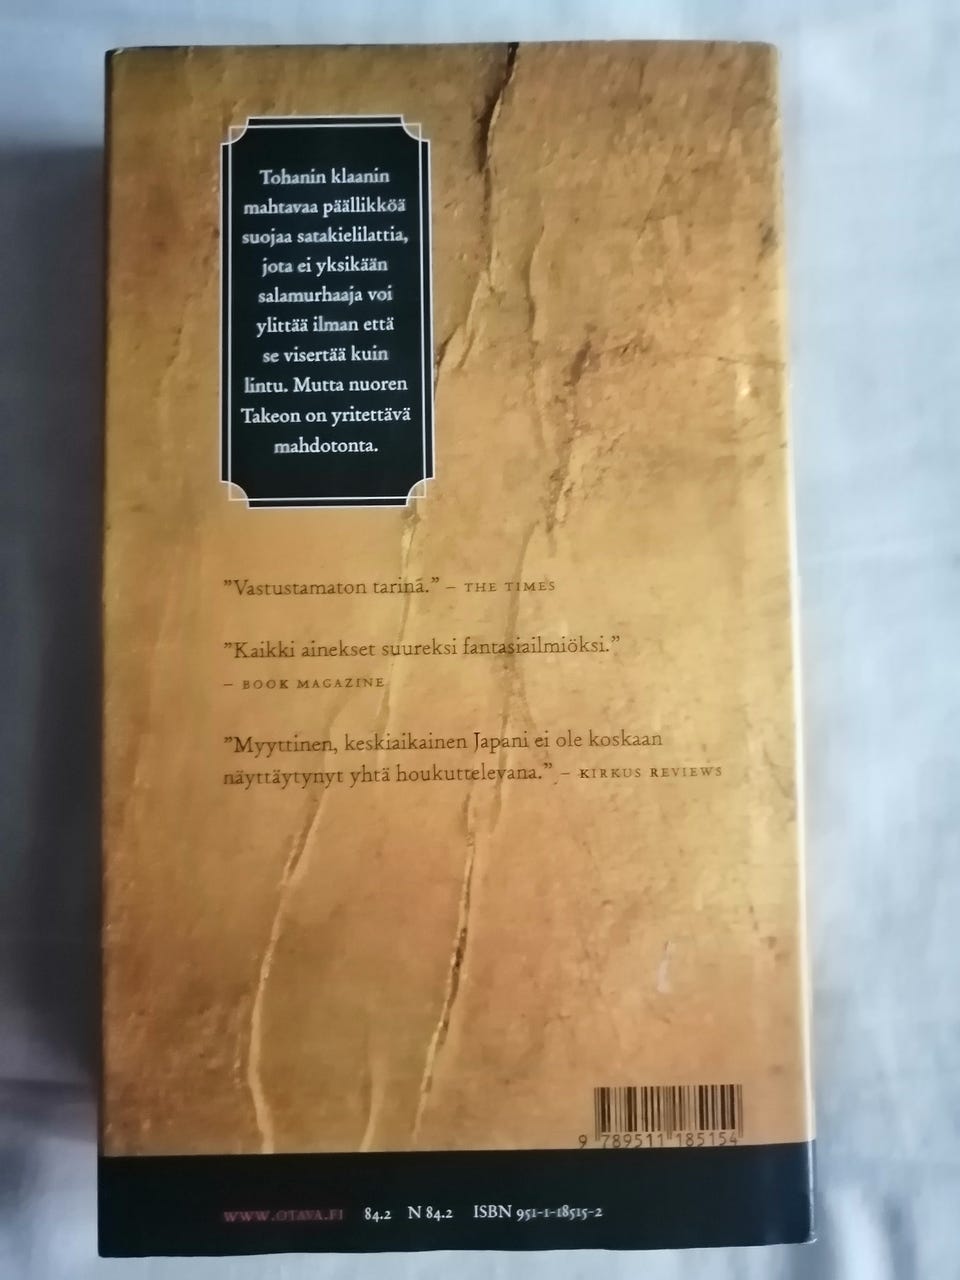 Tohanin klaanin
mahtavaa päällikköä
suojaa satakielilattia,
jota ei yksikään
salamurhaaja voi
ylittää ilman että
se visertää kuin
lintu. Mutta nuoren
Takeon on yritettävä
mahdotonta.
”Vastustamaton tarina.” – THE TIMES
”Kaikki ainekset suureksi fantasiailmiöksi.”
– BOOK MAGAZINE
”Myyttinen, keskiaikainen Japani ei ole koskaan
näyttäytynyt yhtä houkuttelevana.” – KIRKUS REVIEWS
9 789511 185154
WWW.OTAVA.FI 84.2 N 84.2 ISBN 951-1-18515-2